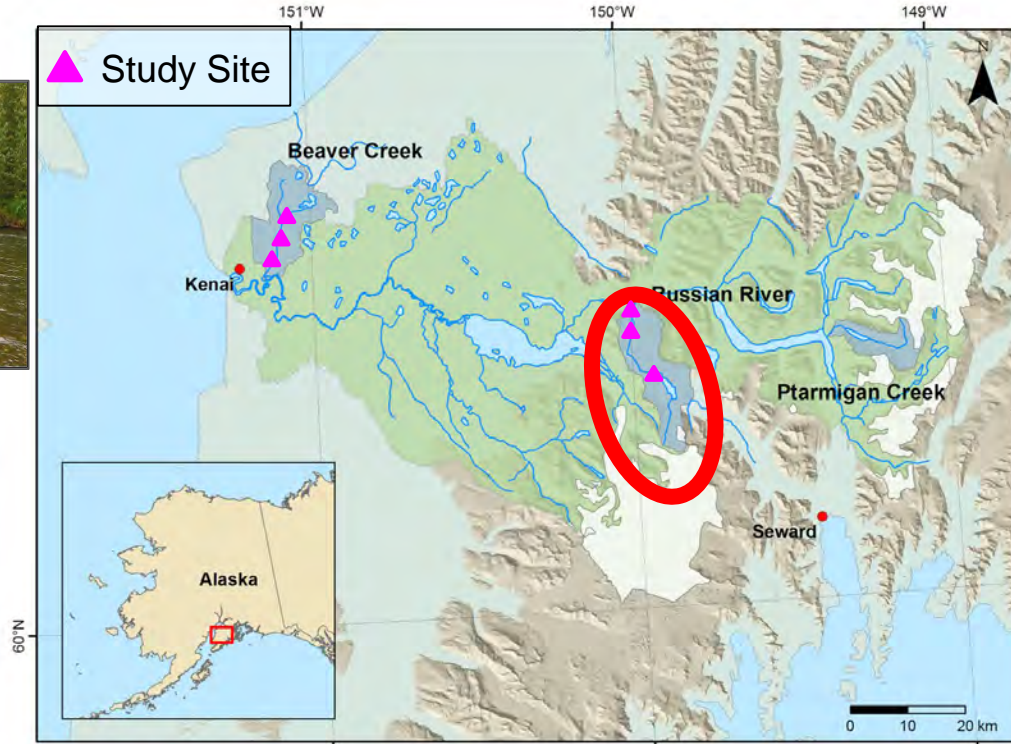 151°W
150°W
149°W
Study Site
N
Beaver Creek
Kenai
Russian River
Ptarmigan Creek
Seward
Alaska
60°N
0 10 20 km